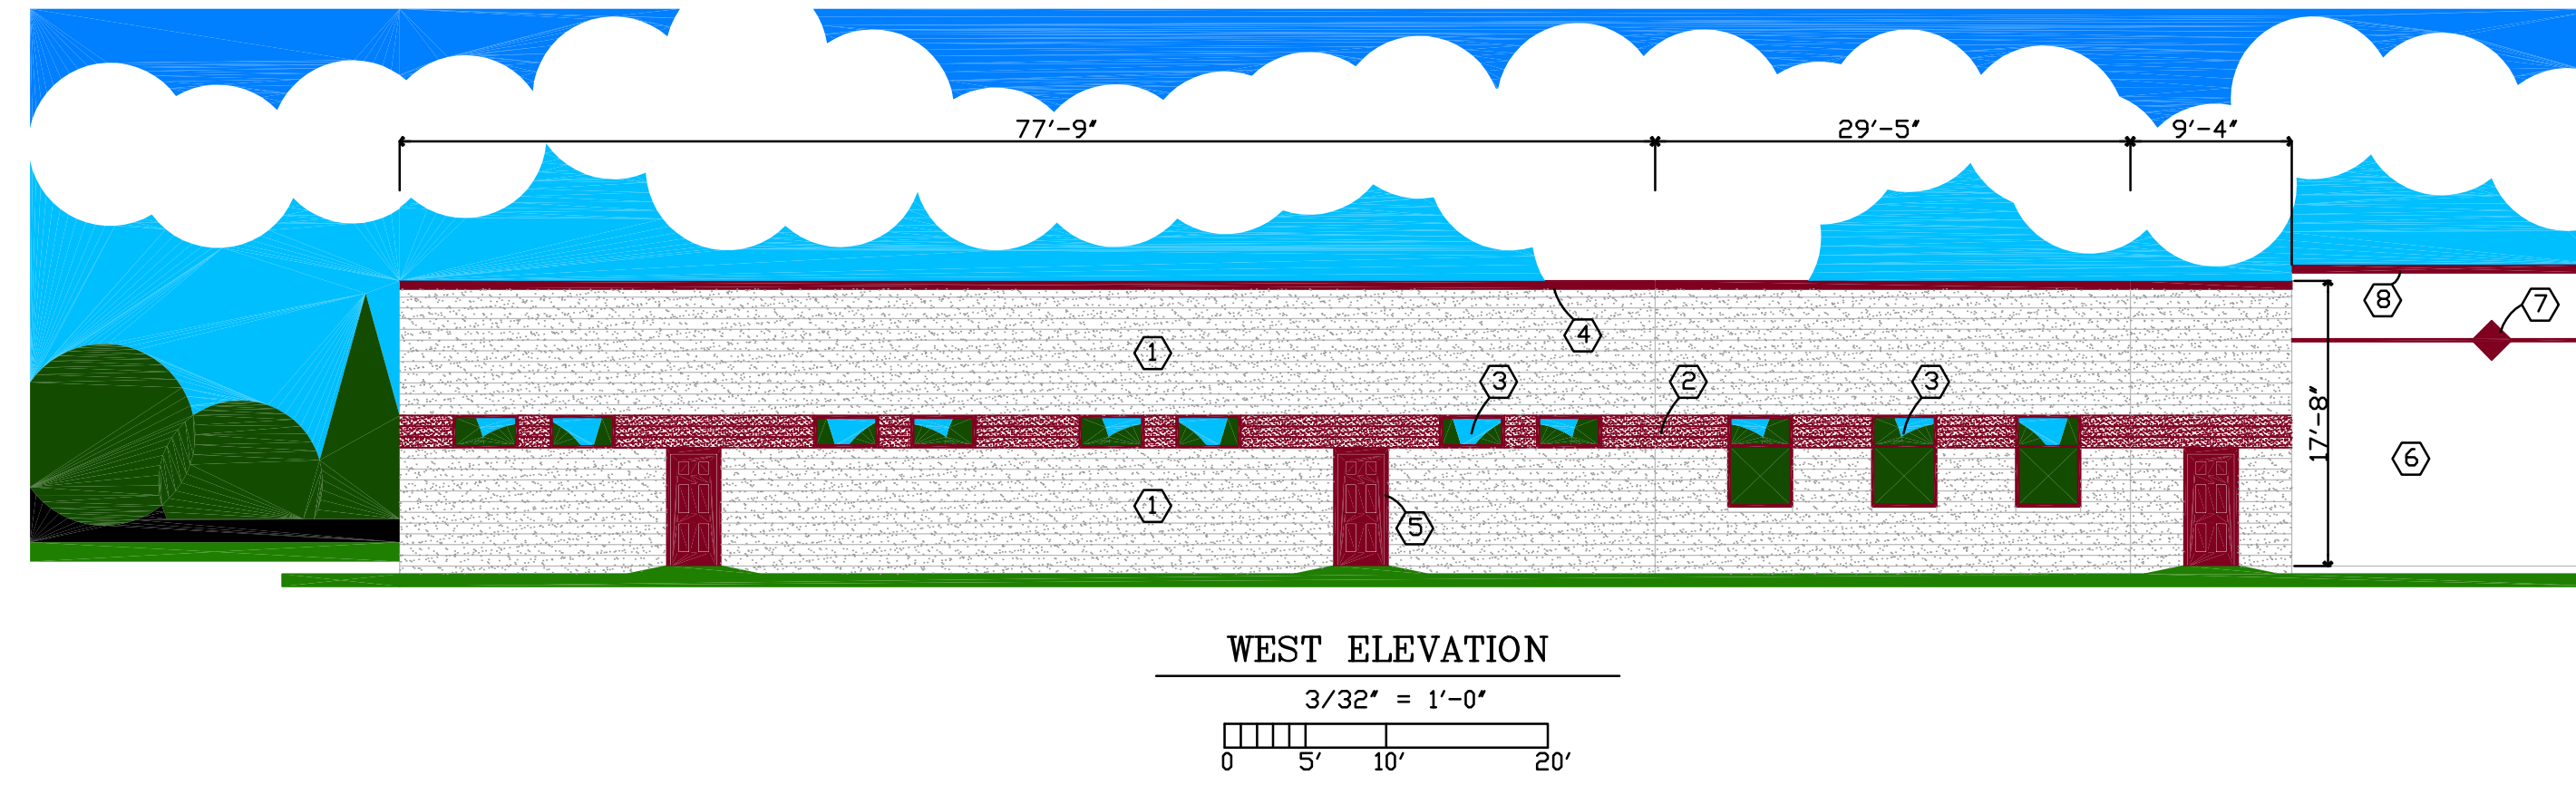 77'-9" 29'-5" 9'-4"
8 7
4
1
3 2 3
17'-8"
6
1
5
WEST ELEVATION
3/32" = 1'-0"
0 5' 10' 20'